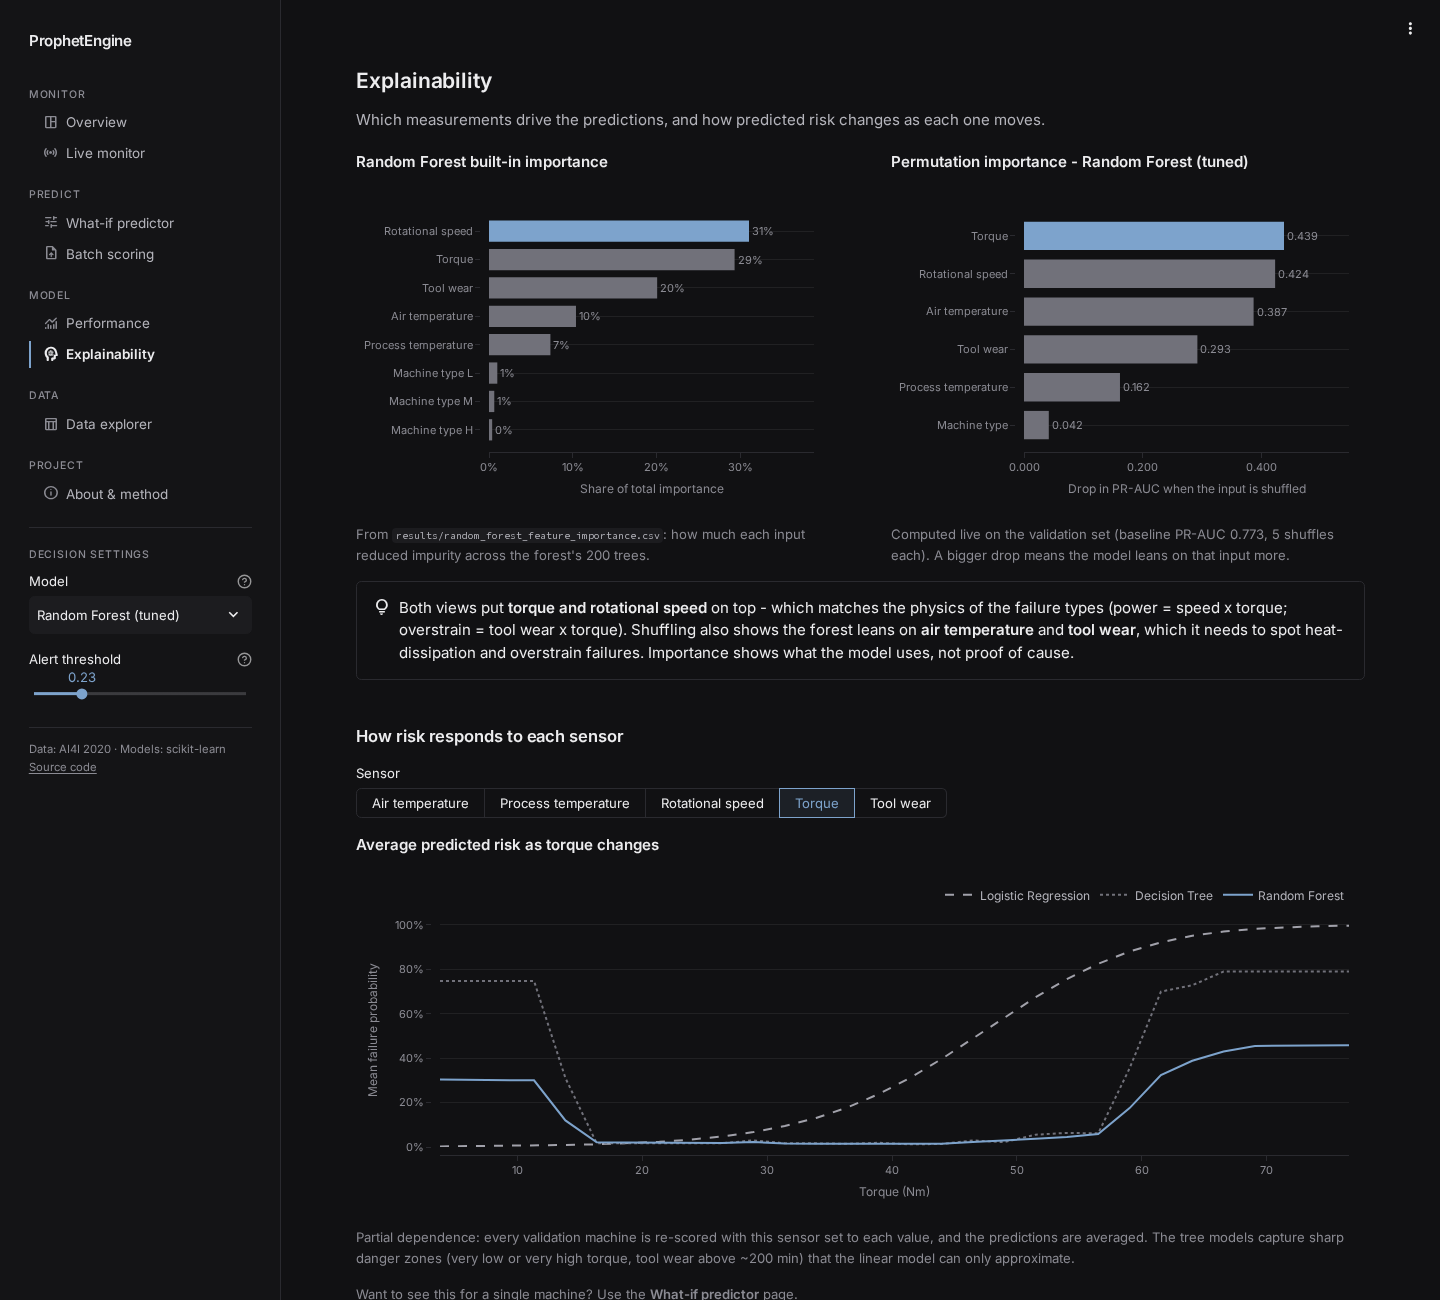 ProphetEngine
MONITOR
Overview
Live monitor
PREDICT
What-if predictor
Batch scoring
MODEL
Performance
Explainability
DATA
Data explorer
PROJECT
About & method
DECISION SETTINGS
Model
Random Forest (tuned)
Alert threshold
0.23
Data: AI4I 2020 · Models: scikit-learn
Source code
Explainability
Which measurements drive the predictions, and how predicted risk changes as each one moves.
Random Forest built-in importance
Rotational speed 31%
Torque 29%
Tool wear 20%
Air temperature 10%
Process temperature 7%
Machine type L 1%
Machine type M 1%
Machine type H 0%
0% 10% 20% 30%
Share of total importance
From results/random_forest_feature_importance.csv: how much each input
reduced impurity across the forest's 200 trees.
Permutation importance - Random Forest (tuned)
Torque 0.439
Rotational speed 0.424
Air temperature 0.387
Tool wear 0.293
Process temperature 0.162
Machine type 0.042
0.000 0.200 0.400
Drop in PR-AUC when the input is shuffled
Computed live on the validation set (baseline PR-AUC 0.773, 5 shuffles
each). A bigger drop means the model leans on that input more.
Both views put torque and rotational speed on top - which matches the physics of the failure types (power = speed x torque;
overstrain = tool wear x torque). Shuffling also shows the forest leans on air temperature and tool wear, which it needs to spot heat-
dissipation and overstrain failures. Importance shows what the model uses, not proof of cause.
How risk responds to each sensor
Sensor
Air temperature Process temperature Rotational speed Torque Tool wear
Average predicted risk as torque changes
Logistic Regression Decision Tree Random Forest
Mean failure probability
100%
80%
60%
40%
20%
0%
10 20 30 40 50 60 70
Torque (Nm)
Partial dependence: every validation machine is re-scored with this sensor set to each value, and the predictions are averaged. The tree models capture sharp
danger zones (very low or very high torque, tool wear above ~200 min) that the linear model can only approximate.
Want to see this for a single machine? Use the What-if predictor page.